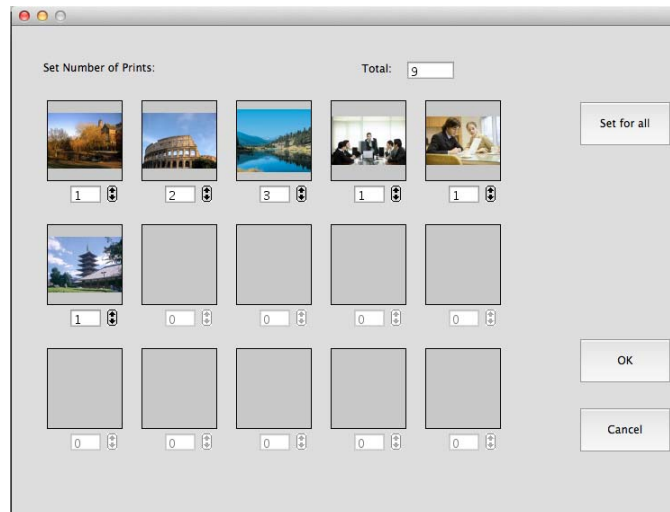 Set Number of Prints:
Total: 9
Set for all
1 2 3 1 1
1 0 0 0 0
OK
0 0 0 0 0
Cancel